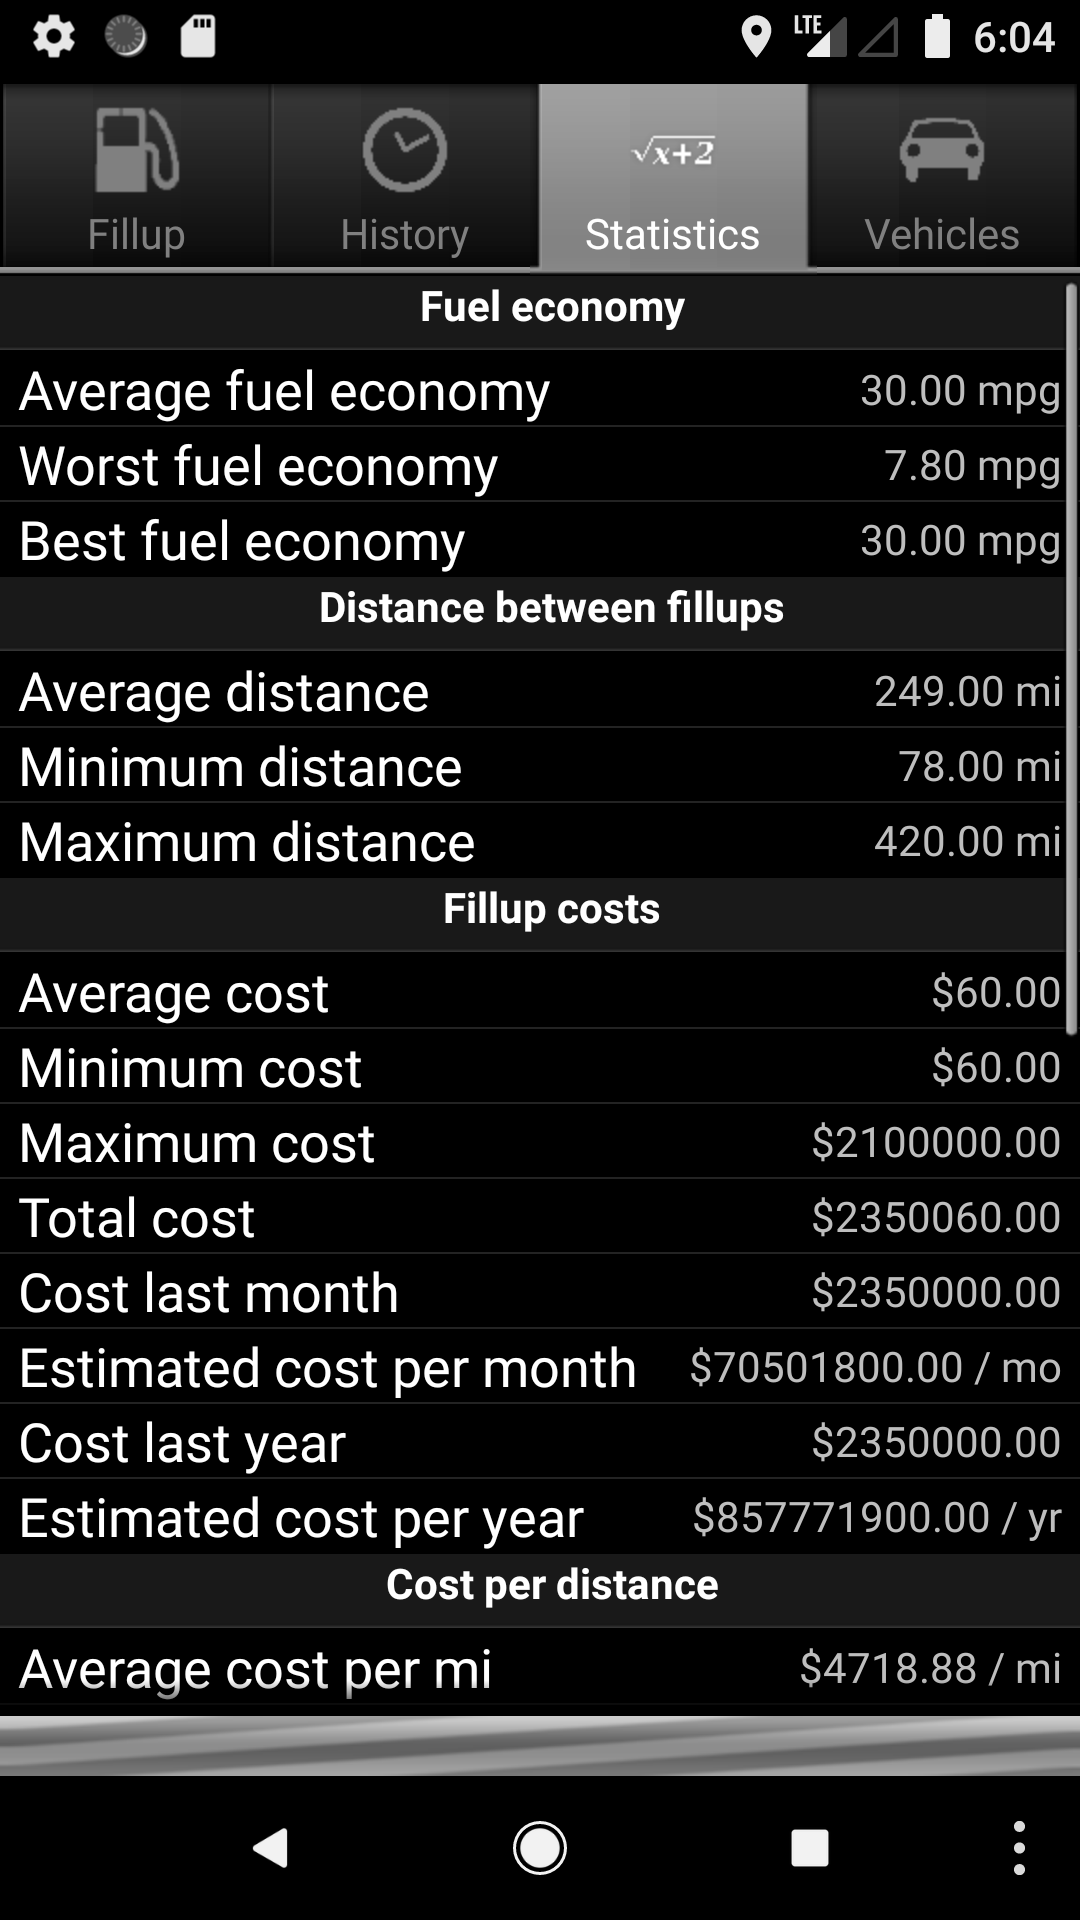 LTE 6:04
√x+2
Fillup History Statistics Vehicles
Fuel economy
Average fuel economy 30.00 mpg
Worst fuel economy 7.80 mpg
Best fuel economy 30.00 mpg
Distance between fillups
Average distance 249.00 mi
Minimum distance 78.00 mi
Maximum distance 420.00 mi
Fillup costs
Average cost $60.00
Minimum cost $60.00
Maximum cost $2100000.00
Total cost $2350060.00
Cost last month $2350000.00
Estimated cost per month $70501800.00 / mo
Cost last year $2350000.00
Estimated cost per year $857771900.00 / yr
Cost per distance
Average cost per mi $4718.88 / mi